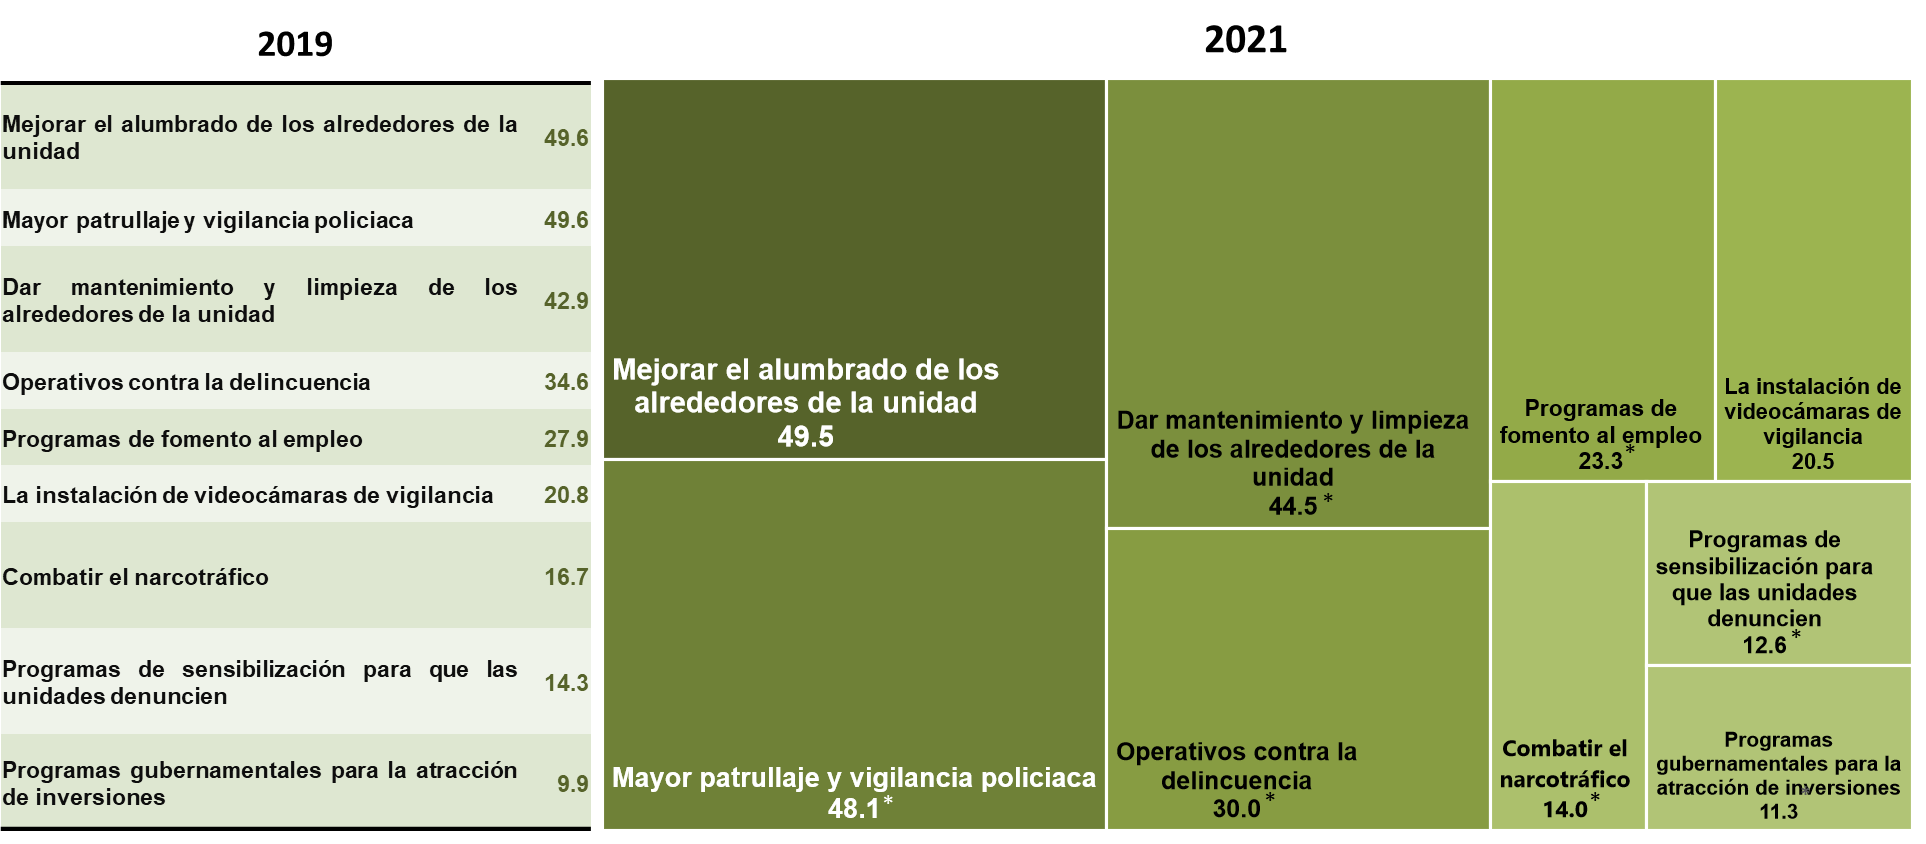 2019
Mejorar el alumbrado de los alrededores de la
unidad
49.6
Mayor patrullaje y vigilancia policiaca 49.6
Dar mantenimiento y limpieza de los
alrededores de la unidad
42.9
Operativos contra la delincuencia 34.6
Programas de fomento al empleo 27.9
La instalación de videocámaras de vigilancia 20.8
Combatir el narcotráfico 16.7
Programas de sensibilización para que las
unidades denuncien
14.3
Programas gubernamentales para la atracción
de inversiones
9.9
2021
Mejorar el alumbrado de los
alrededores de la unidad
49.5
Mayor patrullaje y vigilancia policiaca
48.1*
Dar mantenimiento y limpieza
de los alrededores de la
unidad
44.5 *
Operativos contra la
delincuencia
30.0 *
Programas de
fomento al empleo
23.3*
La instalación de
videocámaras de
vigilancia
20.5
Combatir el
narcotráfico
14.0 *
Programas de
sensibilización para
que las unidades
denuncien
12.6 *
Programas
gubernamentales para la
atracción de inversiones
11.3 *